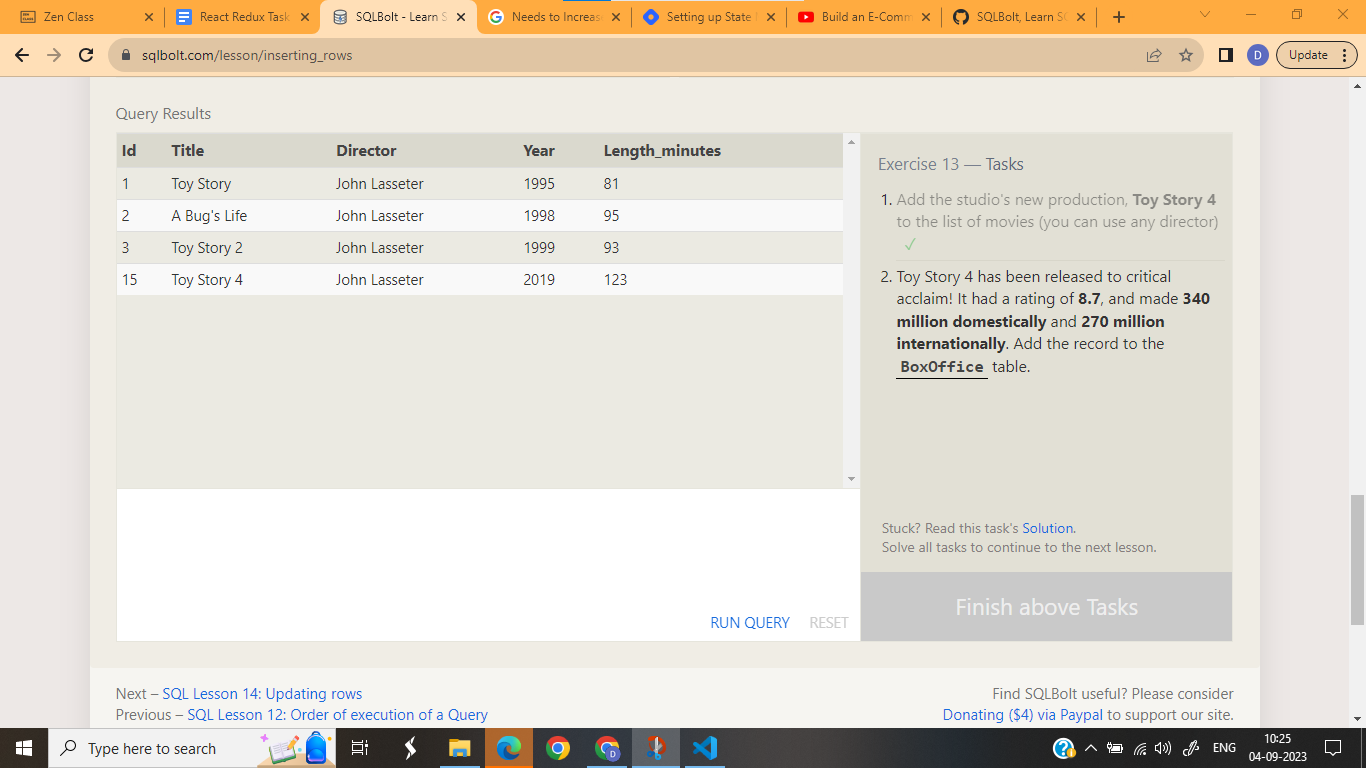 Zen Class
React Redux Task
SQLBolt - Learn S
Needs to Increas
Setting up State
Build an E-Comm
SQLBolt, Learn SQ
sqlbolt.com/lesson/inserting_rows
D
Update
Query Results
Id Title Director Year Length_minutes
1 Toy Story John Lasseter 1995 81
2 A Bug's Life John Lasseter 1998 95
3 Toy Story 2 John Lasseter 1999 93
15 Toy Story 4 John Lasseter 2019 123
RUN QUERY RESET
Exercise 13 — Tasks
1. Add the studio's new production, Toy Story 4
to the list of movies (you can use any director)
✓
2. Toy Story 4 has been released to critical
acclaim! It had a rating of 8.7, and made 340
million domestically and 270 million
internationally. Add the record to the
BoxOffice table.
Stuck? Read this task's Solution.
Solve all tasks to continue to the next lesson.
Finish above Tasks
Next – SQL Lesson 14: Updating rows
Previous – SQL Lesson 12: Order of execution of a Query
Find SQLBolt useful? Please consider
Donating ($4) via Paypal to support our site.
Type here to search
ENG
10:25
04-09-2023